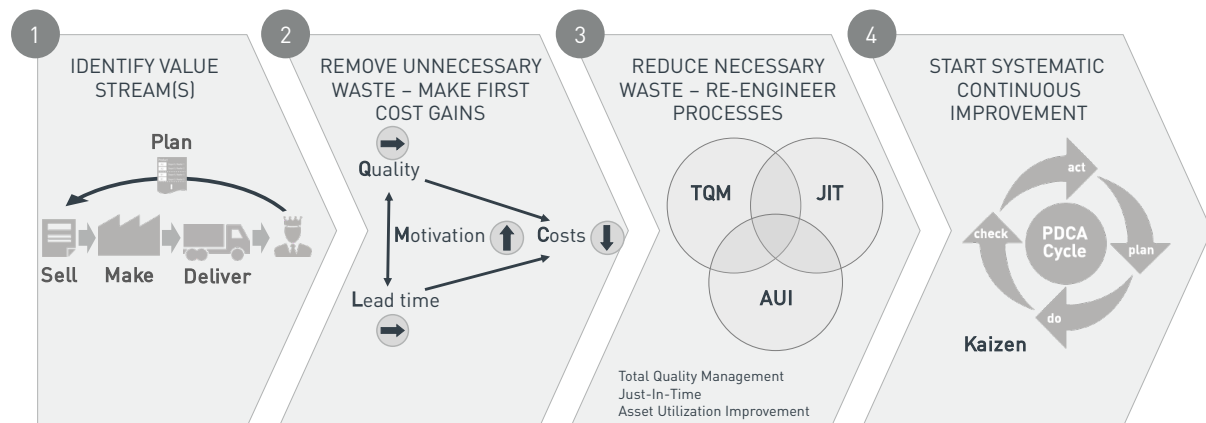 1
IDENTIFY VALUE
STREAM(S)
Plan
Sell
Make
Deliver
2
REMOVE UNNECESSARY
WASTE – MAKE FIRST
COST GAINS
Quality
Motivation
Costs
Lead time
3
REDUCE NECESSARY
WASTE – RE-ENGINEER
PROCESSES
TQM
JIT
AUI
Total Quality Management
Just-In-Time
Asset Utilization Improvement
4
START SYSTEMATIC
CONTINUOUS
IMPROVEMENT
act
check
PDCA
Cycle
plan
do
Kaizen